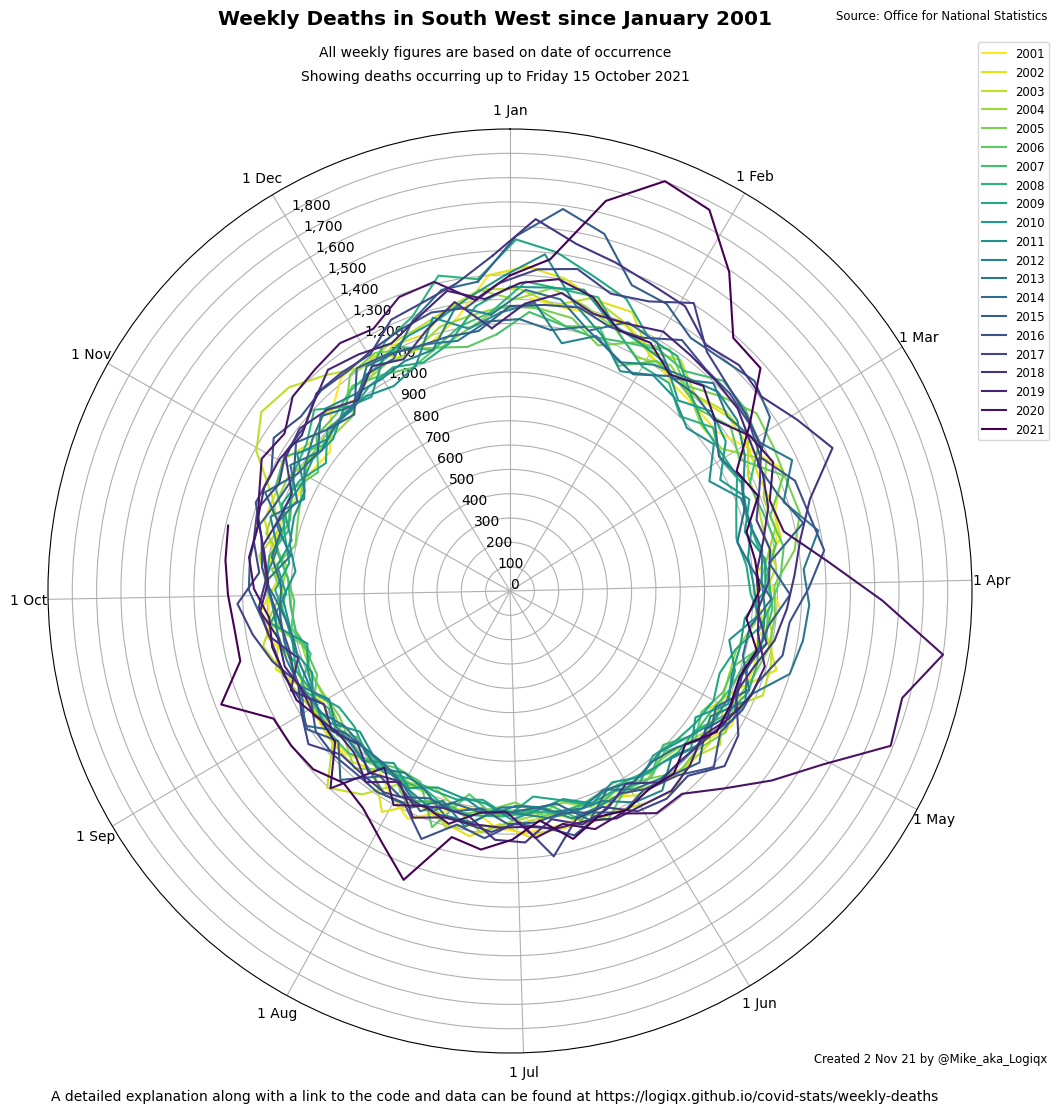 Weekly Deaths in South West since January 2001
Source: Office for National Statistics
All weekly figures are based on date of occurrence
Showing deaths occurring up to Friday 15 October 2021
2001
2002
2003
2004
2005
2006
2007
2008
2009
2010
2011
2012
2013
2014
2015
2016
2017
2018
2019
2020
2021
1 Jan
1 Feb
1 Mar
1 Apr
1 May
1 Jun
1 Jul
1 Aug
1 Sep
1 Oct
1 Nov
1 Dec
1,800
1,700
1,600
1,500
1,400
1,300
1,200
1,000
900
800
700
600
500
400
300
200
100
0
Created 2 Nov 21 by @Mike_aka_Logiqx
A detailed explanation along with a link to the code and data can be found at https://logiqx.github.io/covid-stats/weekly-deaths